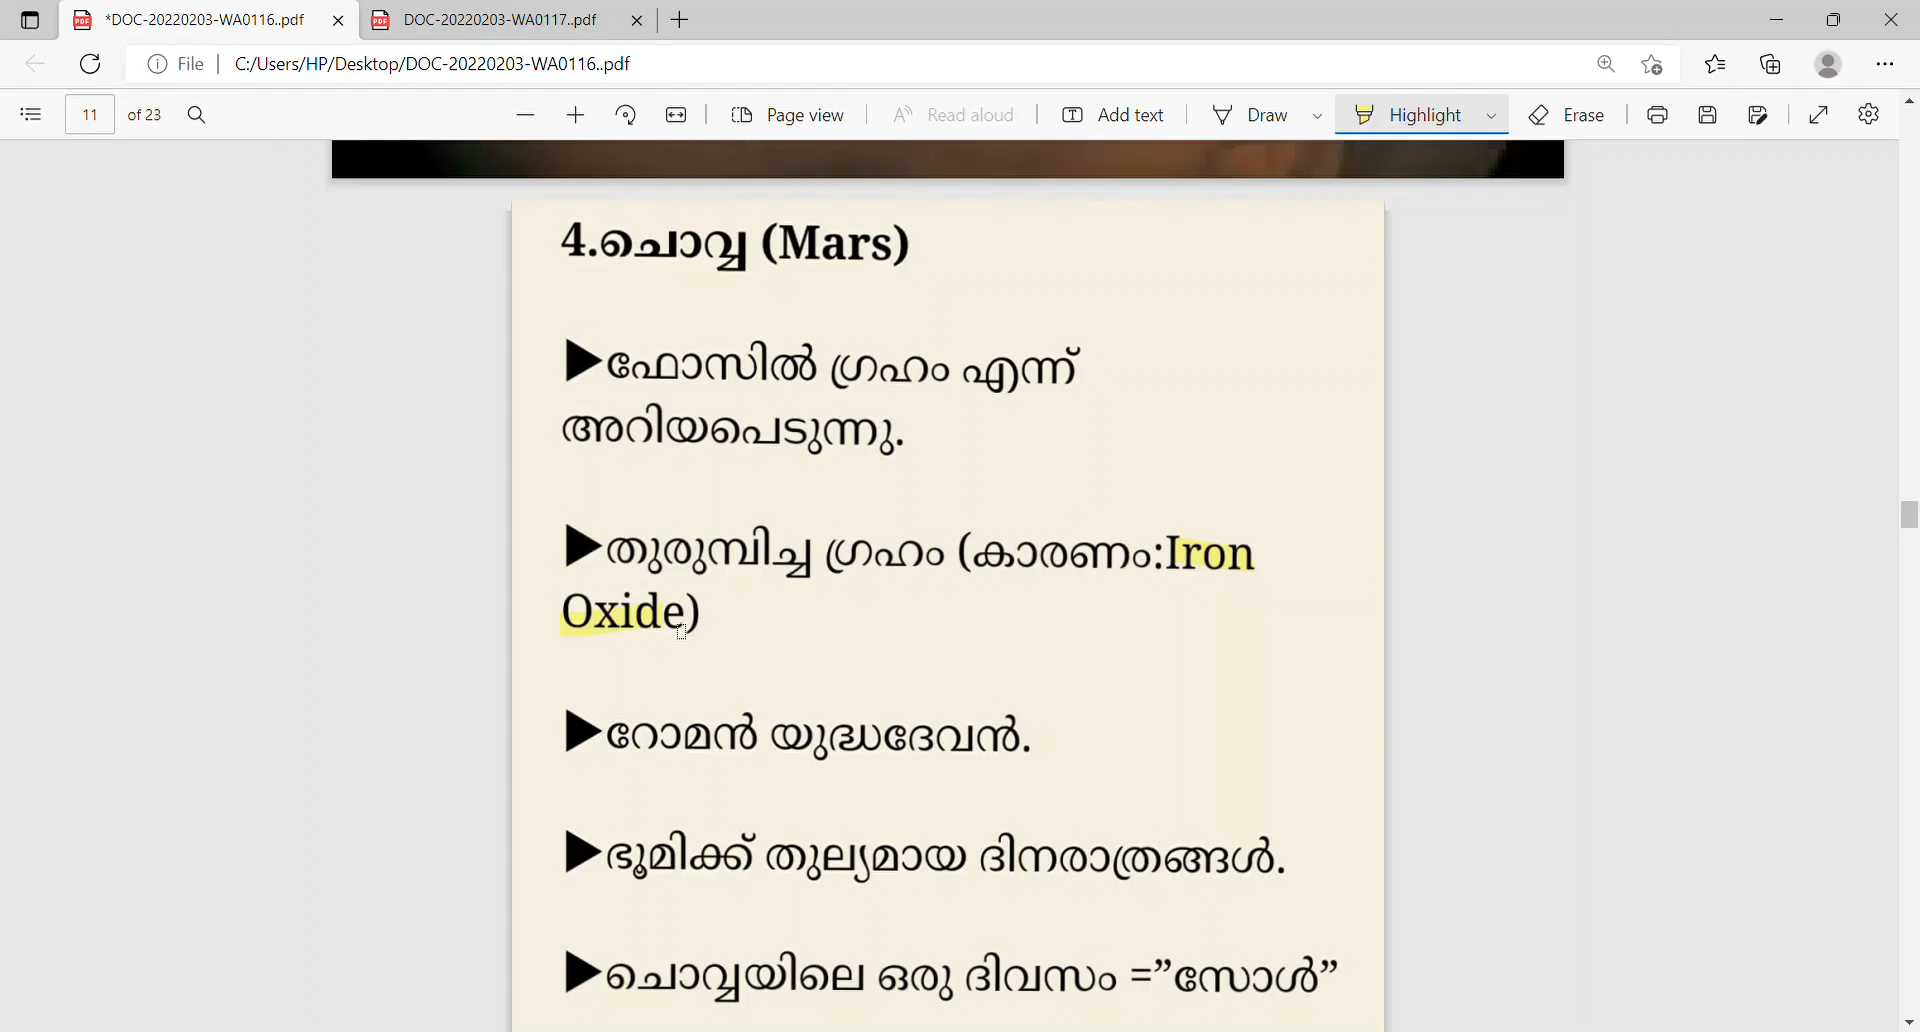 *DOC-20220203-WA0116..pdf
DOC-20220203-WA0117..pdf
File
C:/Users/HP/Desktop/DOC-20220203-WA0116..pdf
11 of 23
Page view
Read aloud
Add text
Draw
Highlight
Erase
4.ചൊവ്വ (Mars)
▶ഫോസിൽ ഗ്രഹം എന്ന്
അറിയപെടുന്നു.
▶തുരുമ്പിച്ച ഗ്രഹം (കാരണം:Iron
Oxide)
▶റോമൻ യുദ്ധദേവൻ.
▶ഭൂമിക്ക് തുല്യമായ ദിനരാത്രങ്ങൾ.
▶ചൊവ്വയിലെ ഒരു ദിവസം =”സോൾ”